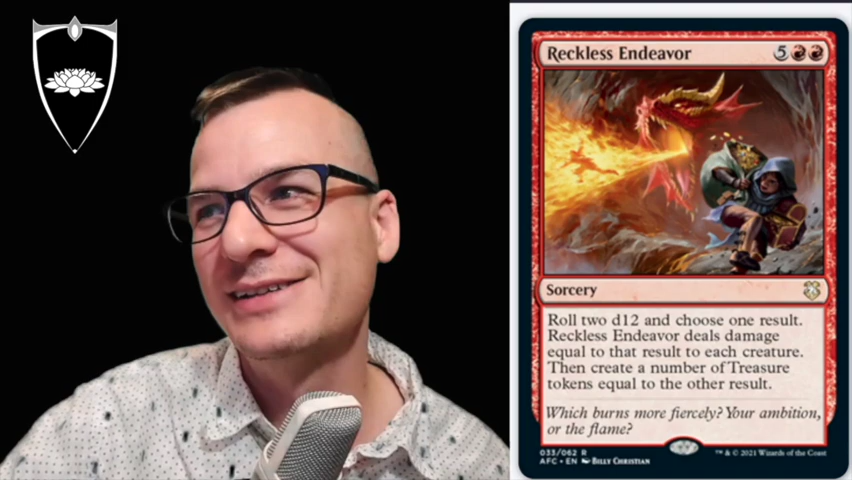 Reckless Endeavor 5
Sorcery
Roll two d12 and choose one result.
Reckless Endeavor deals damage
equal to that result to each creature.
Then create a number of Treasure
tokens equal to the other result.
Which burns more fiercely? Your ambition,
or the flame?
033/062 R
AFC • EN Billy Christian
™ & © 2021 Wizards of the Coast